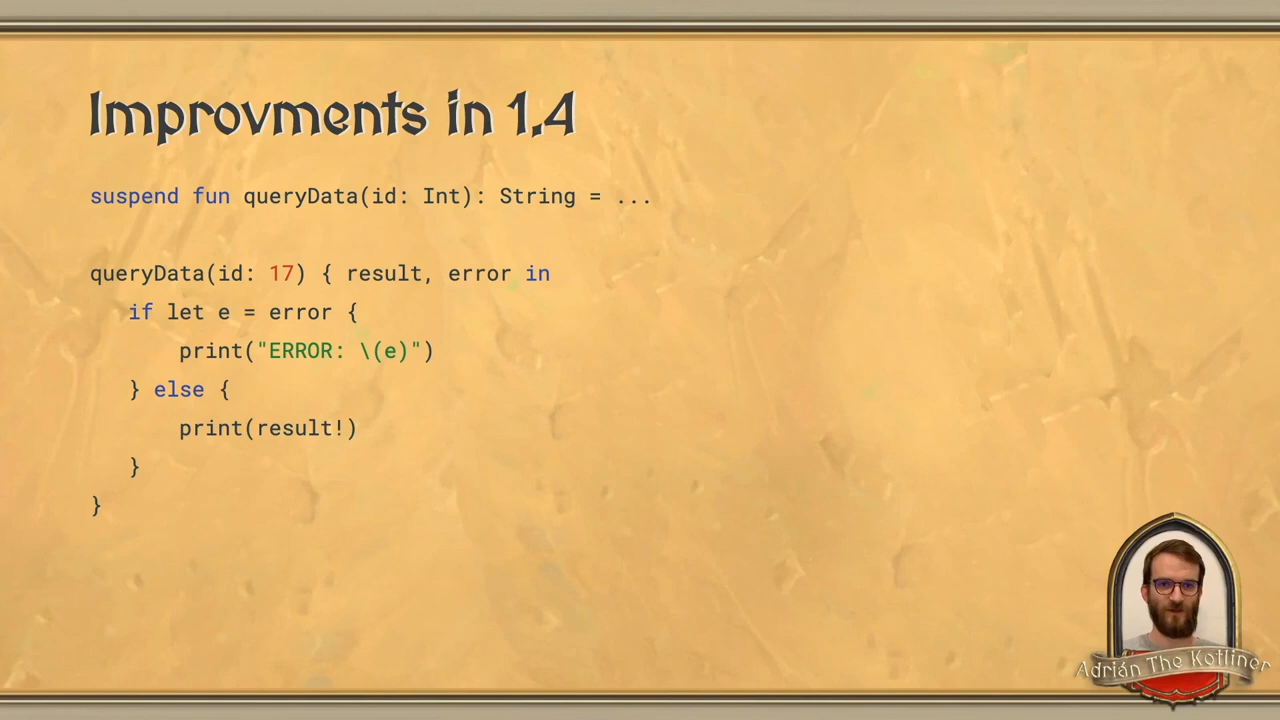 Improvments in 1.4
suspend fun queryData(id: Int): String = ...
queryData(id: 17) { result, error in
if let e = error {
print("ERROR: \(e)")
} else {
print(result!)
}
}
Adrián The Kotliner